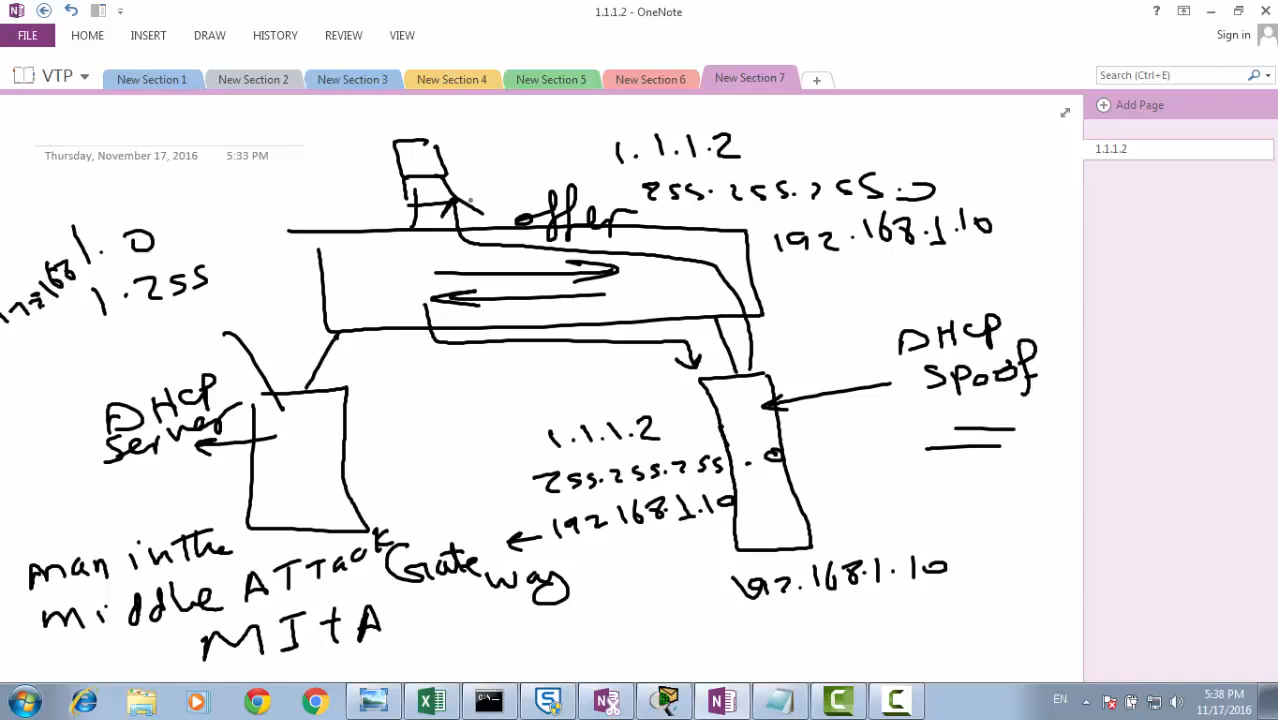 1.1.1.2 - OneNote
Sign in
FILE
HOME
INSERT
DRAW
HISTORY
REVIEW
VIEW
VTP
New Section 1
New Section 2
New Section 3
New Section 4
New Section 5
New Section 6
New Section 7
Search (Ctrl+E)
Add Page
1.1.1.2
Thursday, November 17, 2016
5:33 PM
1.1.1.2
255.255.255.0
192.168.1.10
offer
1.0
1.255
DHCP
Spoof
DHCP
Server
1.1.1.2
255.255.255.0
192.168.1.10
Gate way
192.168.1.10
man in the
middle ATTack
MITA
EN
5:38 PM
11/17/2016